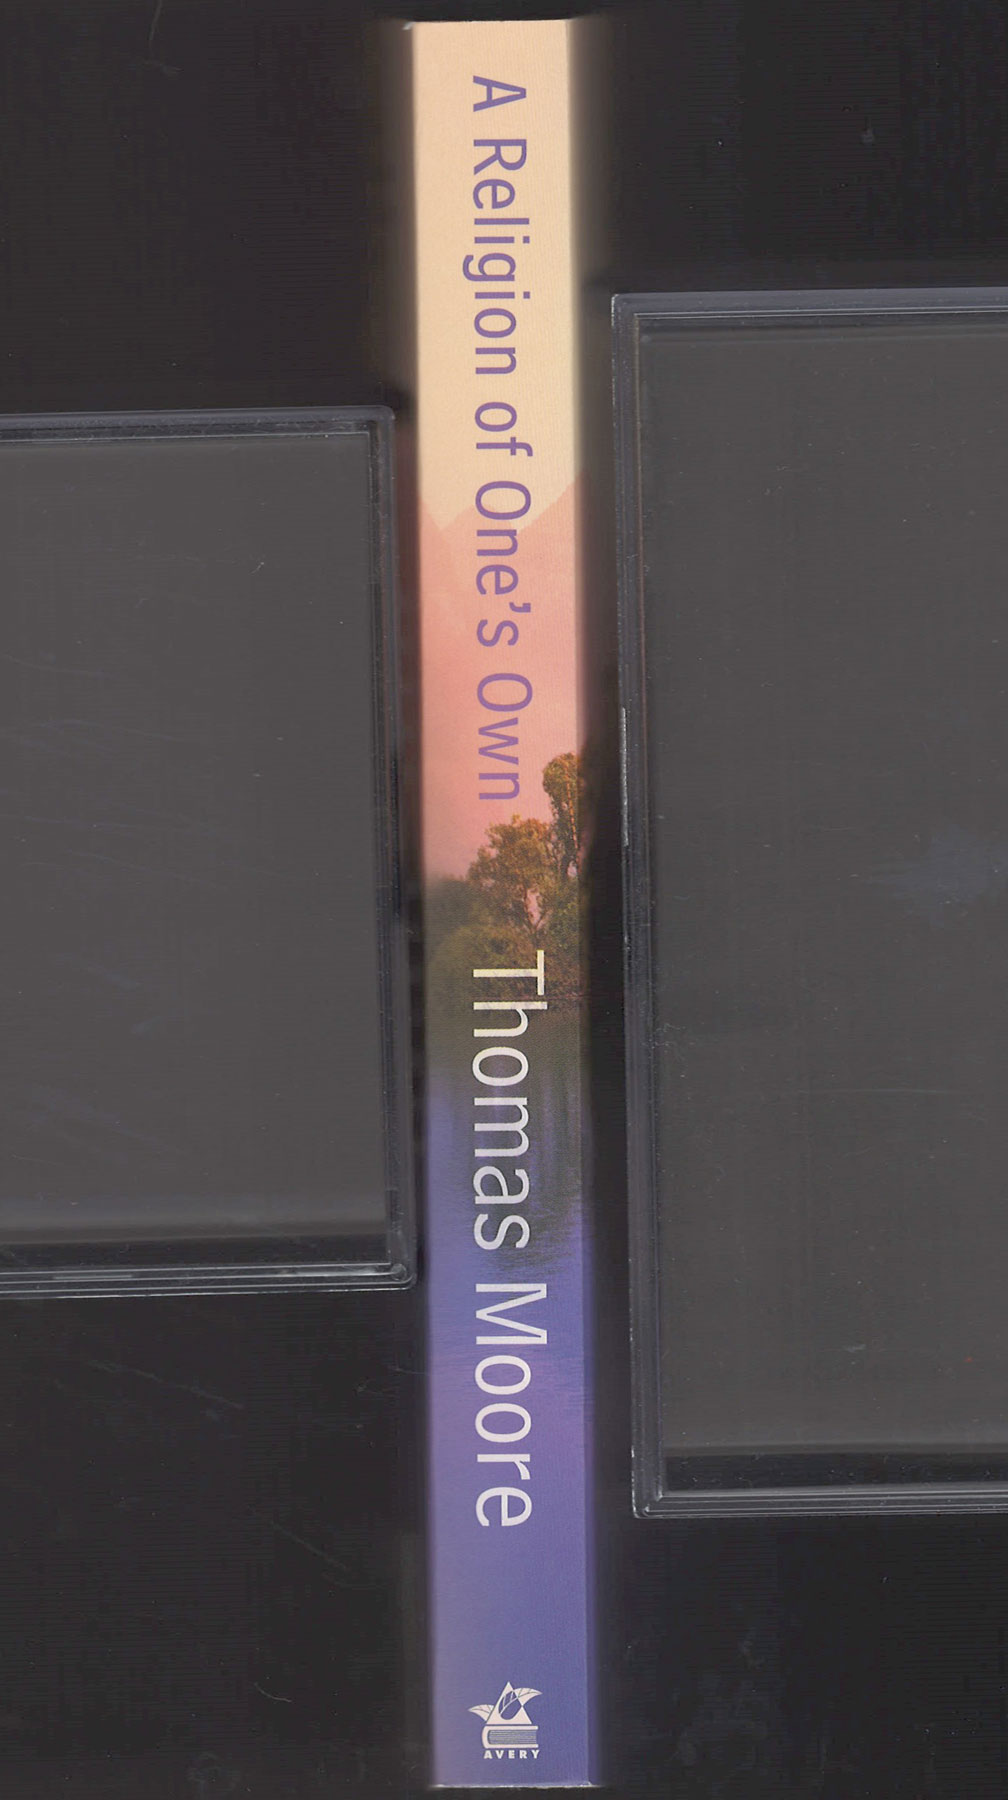 A Religion of One's Own
Thomas Moore
AVERY